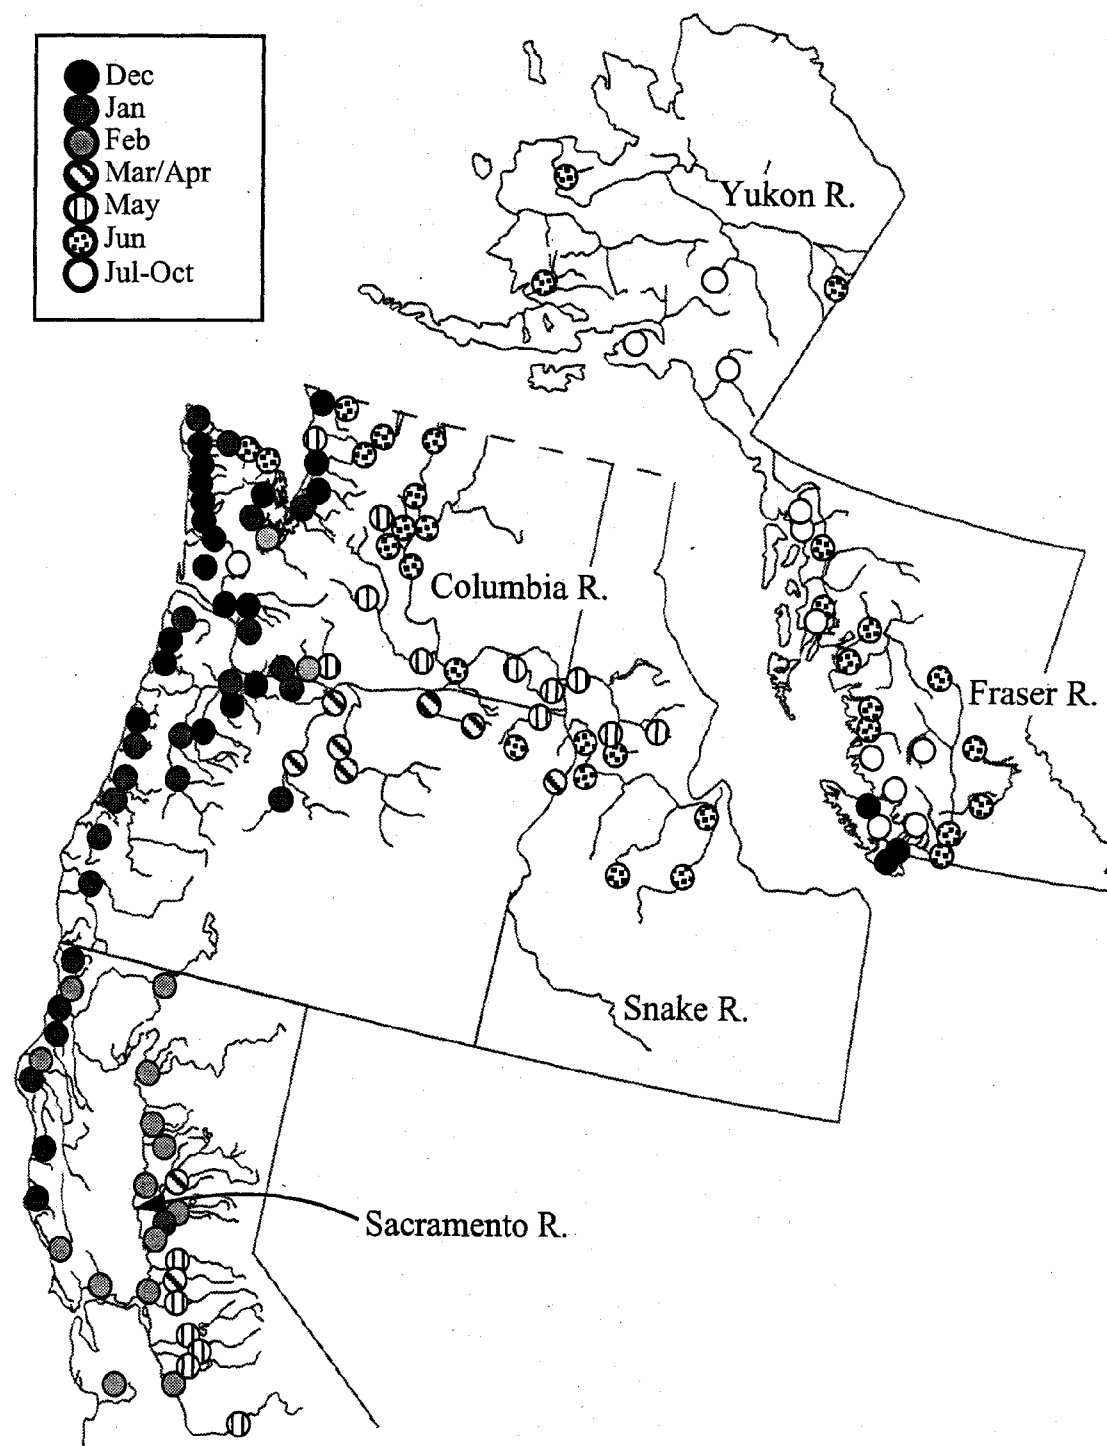 Dec
Jan
Feb
Mar/Apr
May
Jun
Jul-Oct
Yukon R.
Columbia R.
Fraser R.
Snake R.
Sacramento R.